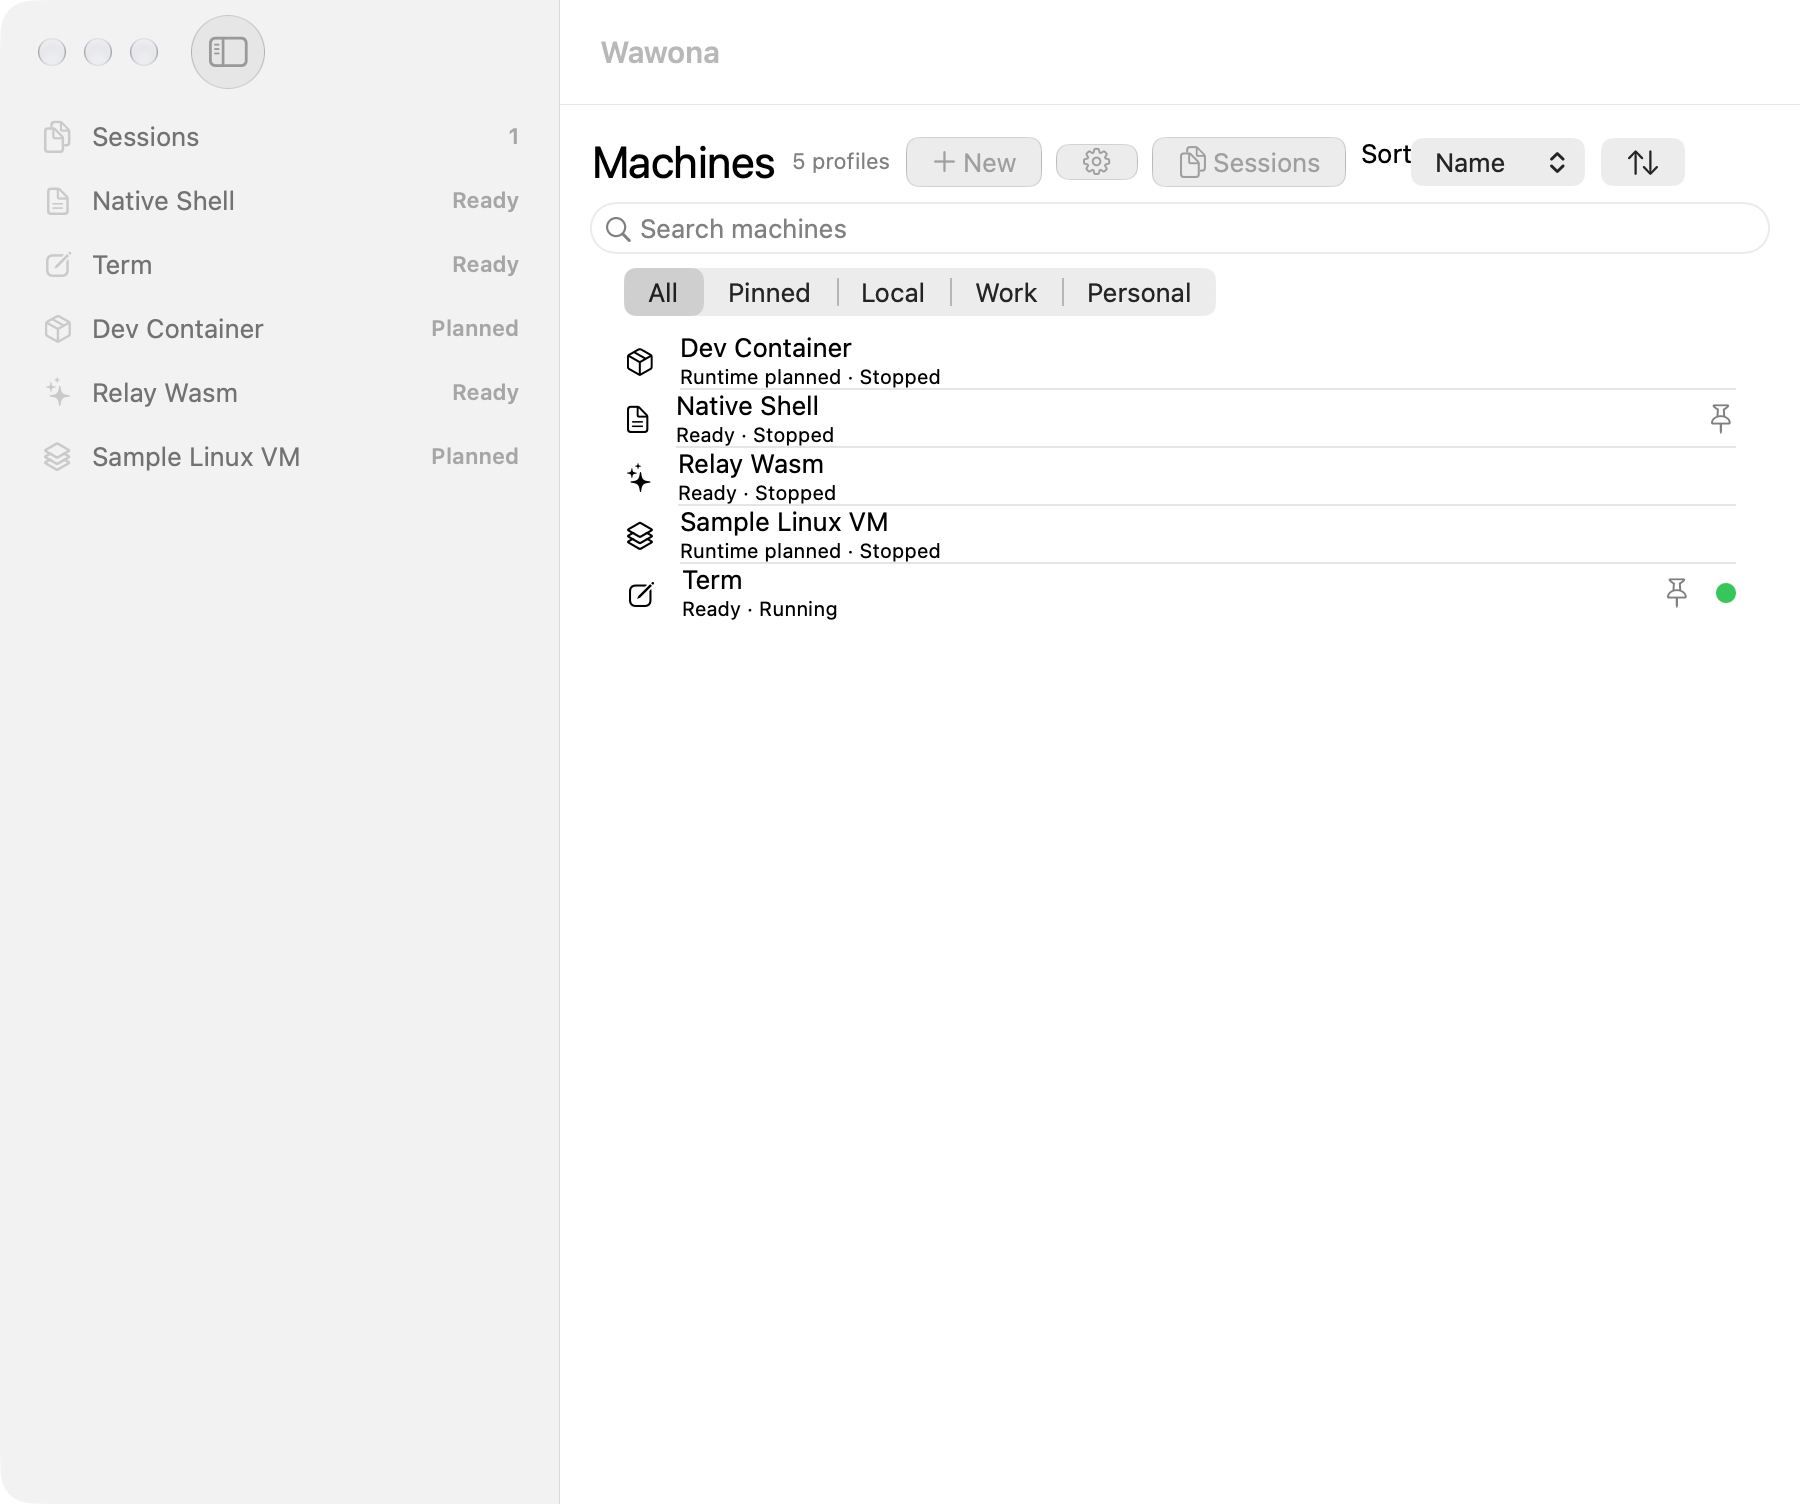 Sessions 1
Native Shell Ready
Term Ready
Dev Container Planned
Relay Wasm Ready
Sample Linux VM Planned
Wawona
Machines 5 profiles New Sessions Sort Name
Search machines
All Pinned Local Work Personal
Dev Container
Runtime planned · Stopped
Native Shell
Ready · Stopped
Relay Wasm
Ready · Stopped
Sample Linux VM
Runtime planned · Stopped
Term
Ready · Running